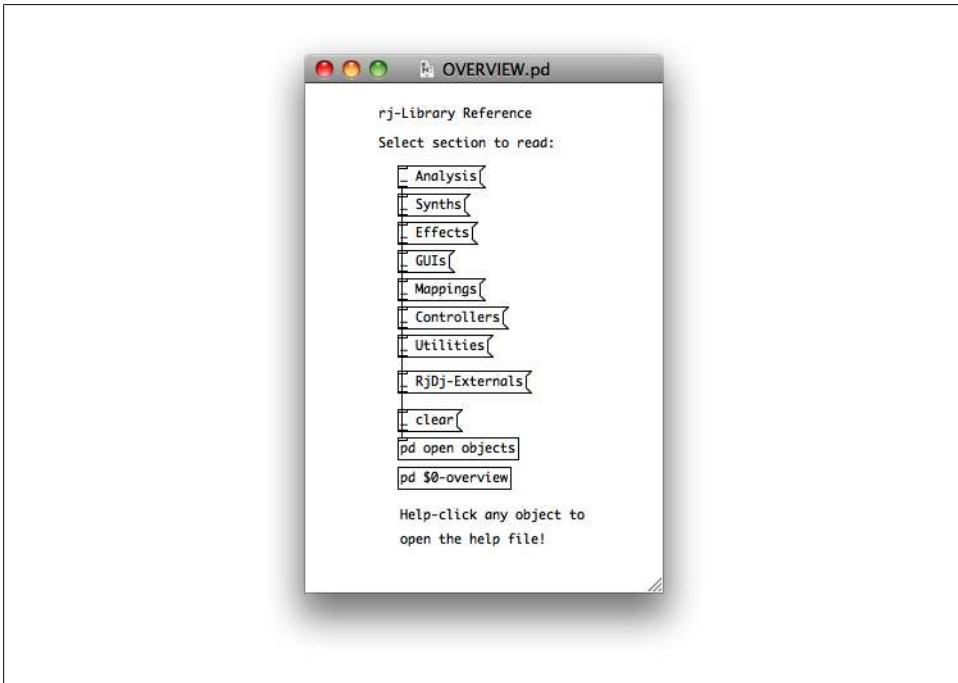 OVERVIEW.pd
rj-Library Reference
Select section to read:
_ Analysis
_ Synths
_ Effects
_ GUIs
_ Mappings
_ Controllers
_ Utilities
_ RjDj-Externals
_ clear
pd open objects
pd $0-overview
Help-click any object to
open the help file!